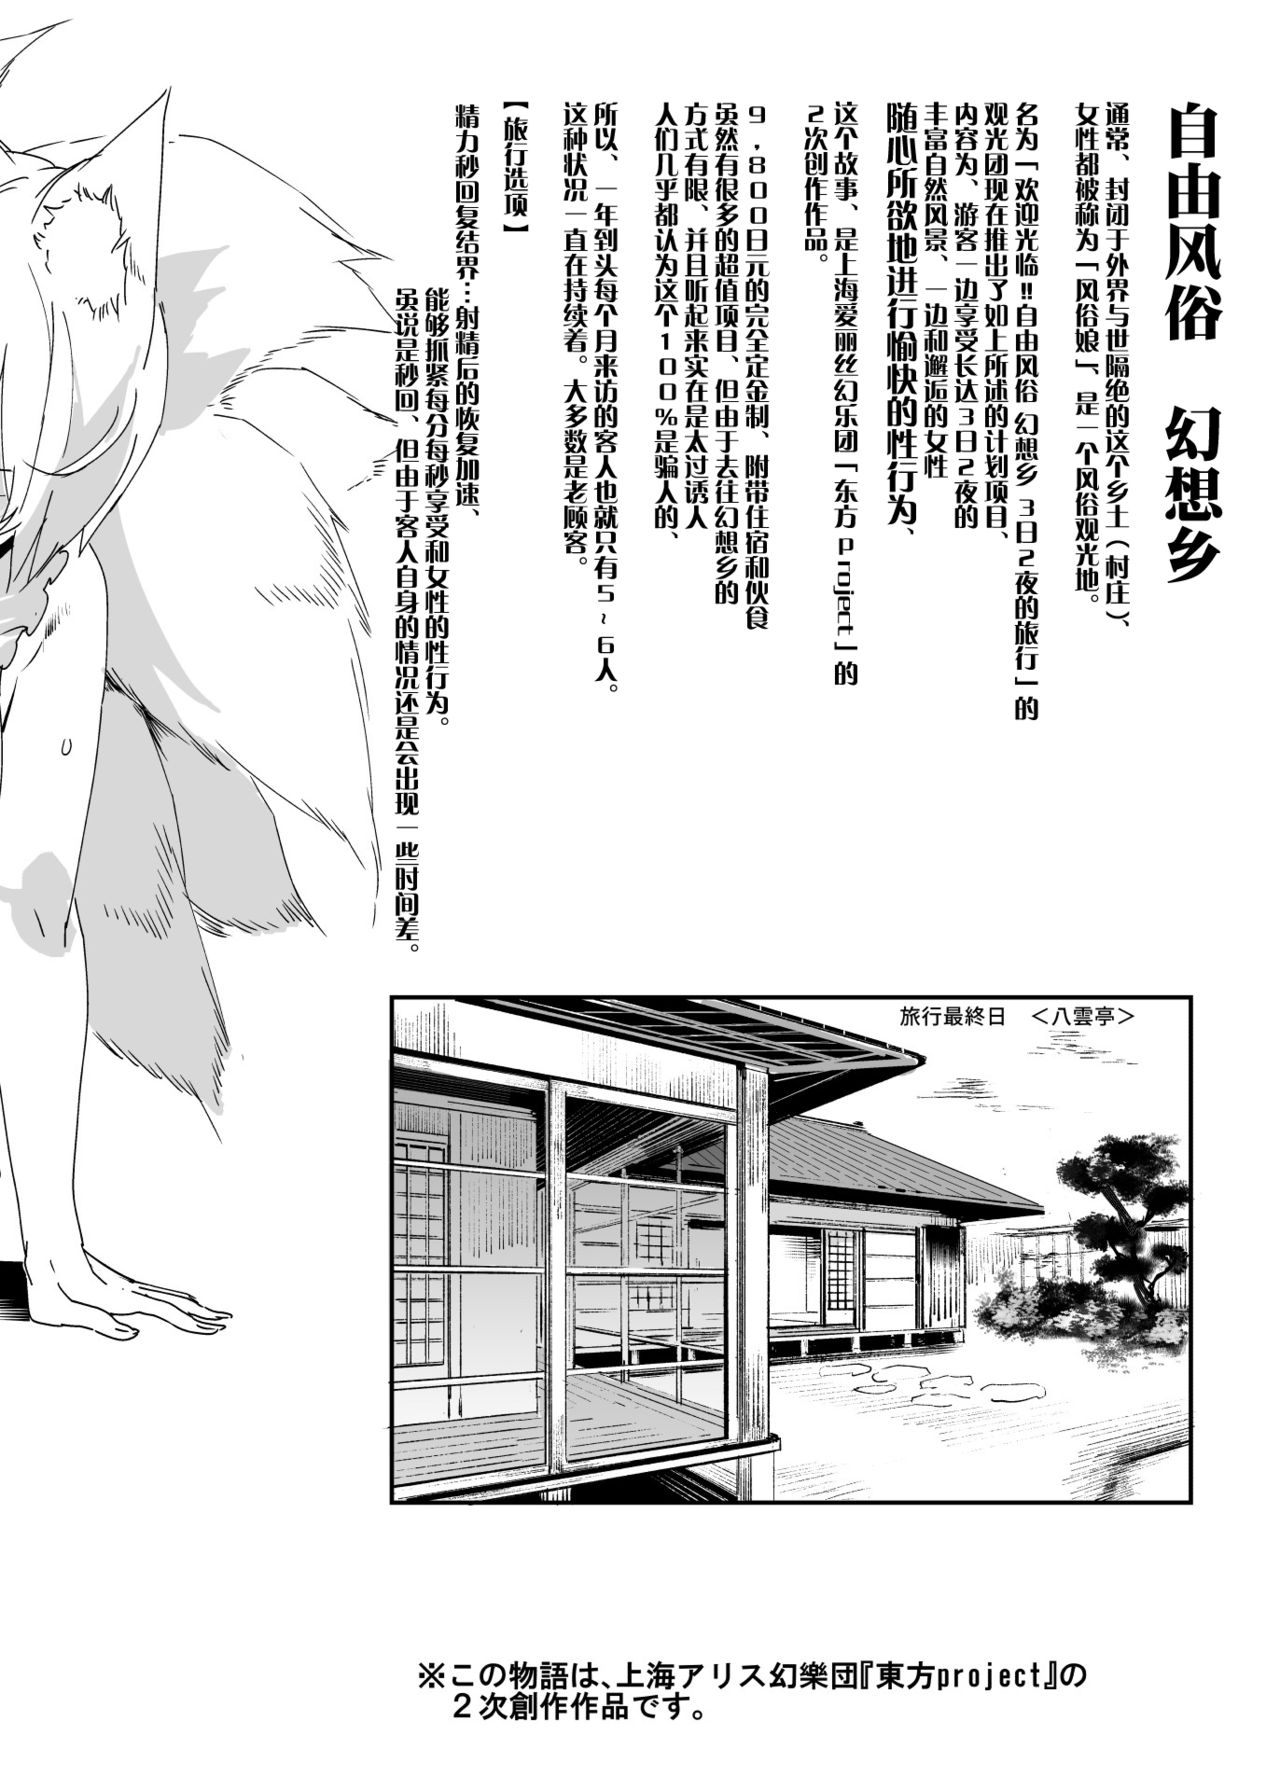 自由风俗　幻想乡
通常、封闭于外界与世隔绝的这个乡土（村庄）、
女性都被称为「风俗娘」，是一个风俗观光地。
名为「欢迎光临!!自由风俗 幻想乡 3日2夜的旅行」的
观光团现在推出了如上所述的计划项目、
内容为、游客一边享受长达3日2夜的
丰富自然风景、一边和邂逅的女性
随心所欲地进行愉快的性行为、
这个故事、是上海爱丽丝幻乐团「东方project」的
2次创作作品。
9,800日元的完全定金制、附带住宿和伙食
虽然有很多的超值项目、但由于去往幻想乡的
方式有限、并且听起来实在是太过诱人
人们几乎都认为这个100%是骗人的、
所以、一年到头每个月来访的客人也就只有5~6人。
这种状况一直在持续着。大多数是老顾客。
【旅行选项】
精力秒回复结界…射精后的恢复加速、
能够抓紧每分每秒享受和女性的性行为。
虽说是秒回、但由于客人自身的情况还是会出现一些时间差。
旅行最終日　＜八雲亭＞
※この物語は、上海アリス幻樂団『東方project』の
２次創作作品です。